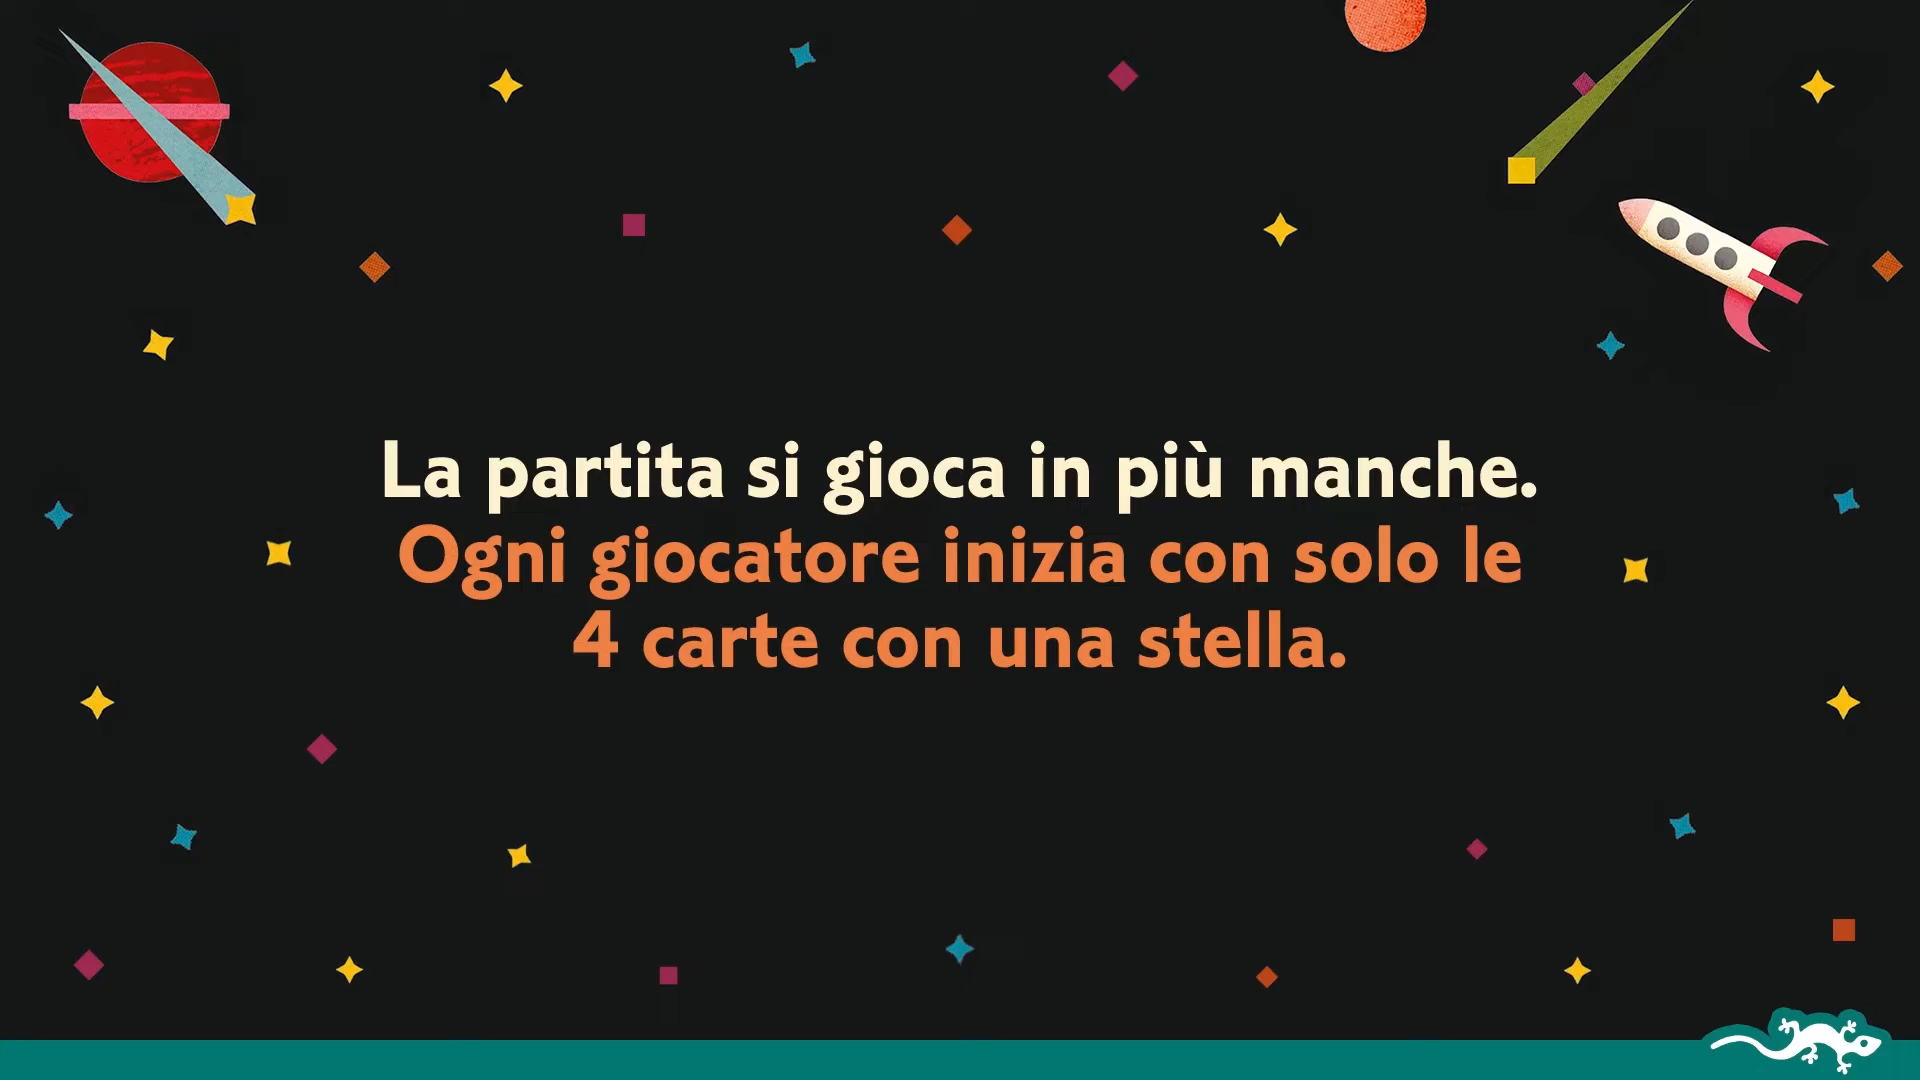 La partita si gioca in più manche.
Ogni giocatore inizia con solo le
4 carte con una stella.